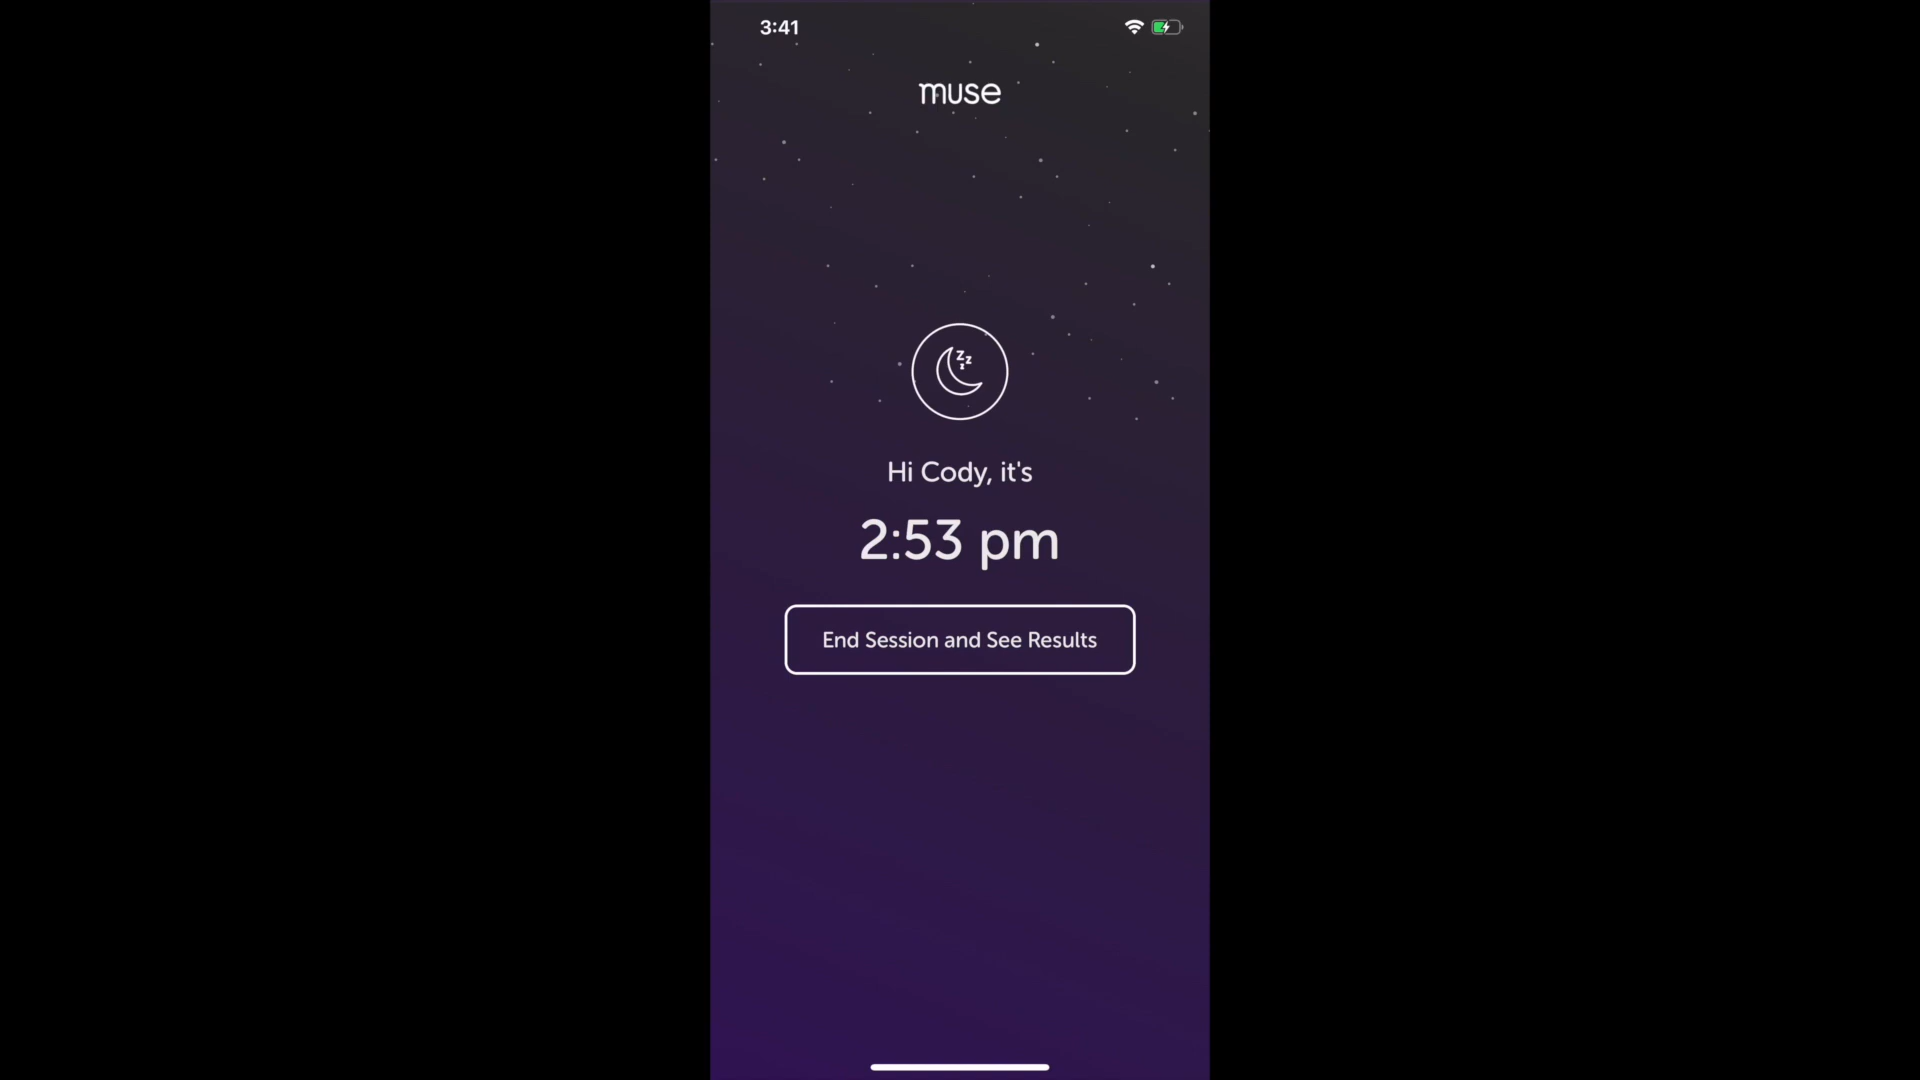 3:41
muse
z z z
Hi Cody, it's
2:53 pm
End Session and See Results